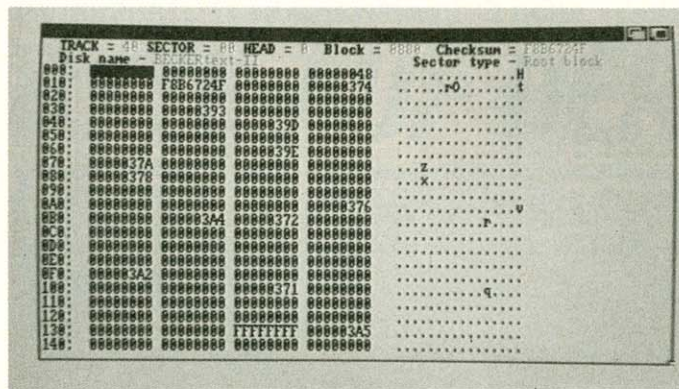 TRACK = 40 SECTOR = 00 HEAD = 0 Block = 0880 Checksum = F8B6724F
Disk name - BECKERtext-II Sector type - Root block
000: 00000000 00000000 00000048 ...............H
010: 00000000 F8B6724F 00000000 00000374 ......rO.......t
020: 00000000 00000000 00000000 00000000 ................
030: 00000000 00000393 00000000 00000000 ................
040: 00000000 00000000 0000039D 00000000 ................
050: 00000000 00000000 00000000 00000000 ................
060: 00000000 00000000 0000039E 00000000 ................
070: 0000037A 00000000 00000000 00000000 ...z............
080: 00000378 00000000 00000000 00000000 ...x............
090: 00000000 00000000 00000000 00000000 ................
0A0: 00000000 00000000 00000000 00000376 ...............v
0B0: 00000000 000003A4 00000372 00000000 ...........r....
0C0: 00000000 00000000 00000000 00000000 ................
0D0: 00000000 00000000 00000000 00000000 ................
0E0: 00000000 00000000 00000000 00000000 ................
0F0: 000003A2 00000000 00000000 00000000 ................
100: 00000000 00000000 00000371 00000000 ...........q....
110: 00000000 00000000 00000000 00000000 ................
120: 00000000 00000000 00000000 00000000 ................
130: 00000000 00000000 FFFFFFFF 000003A5 ................
140: 00000000 00000000 00000000 00000000 ................